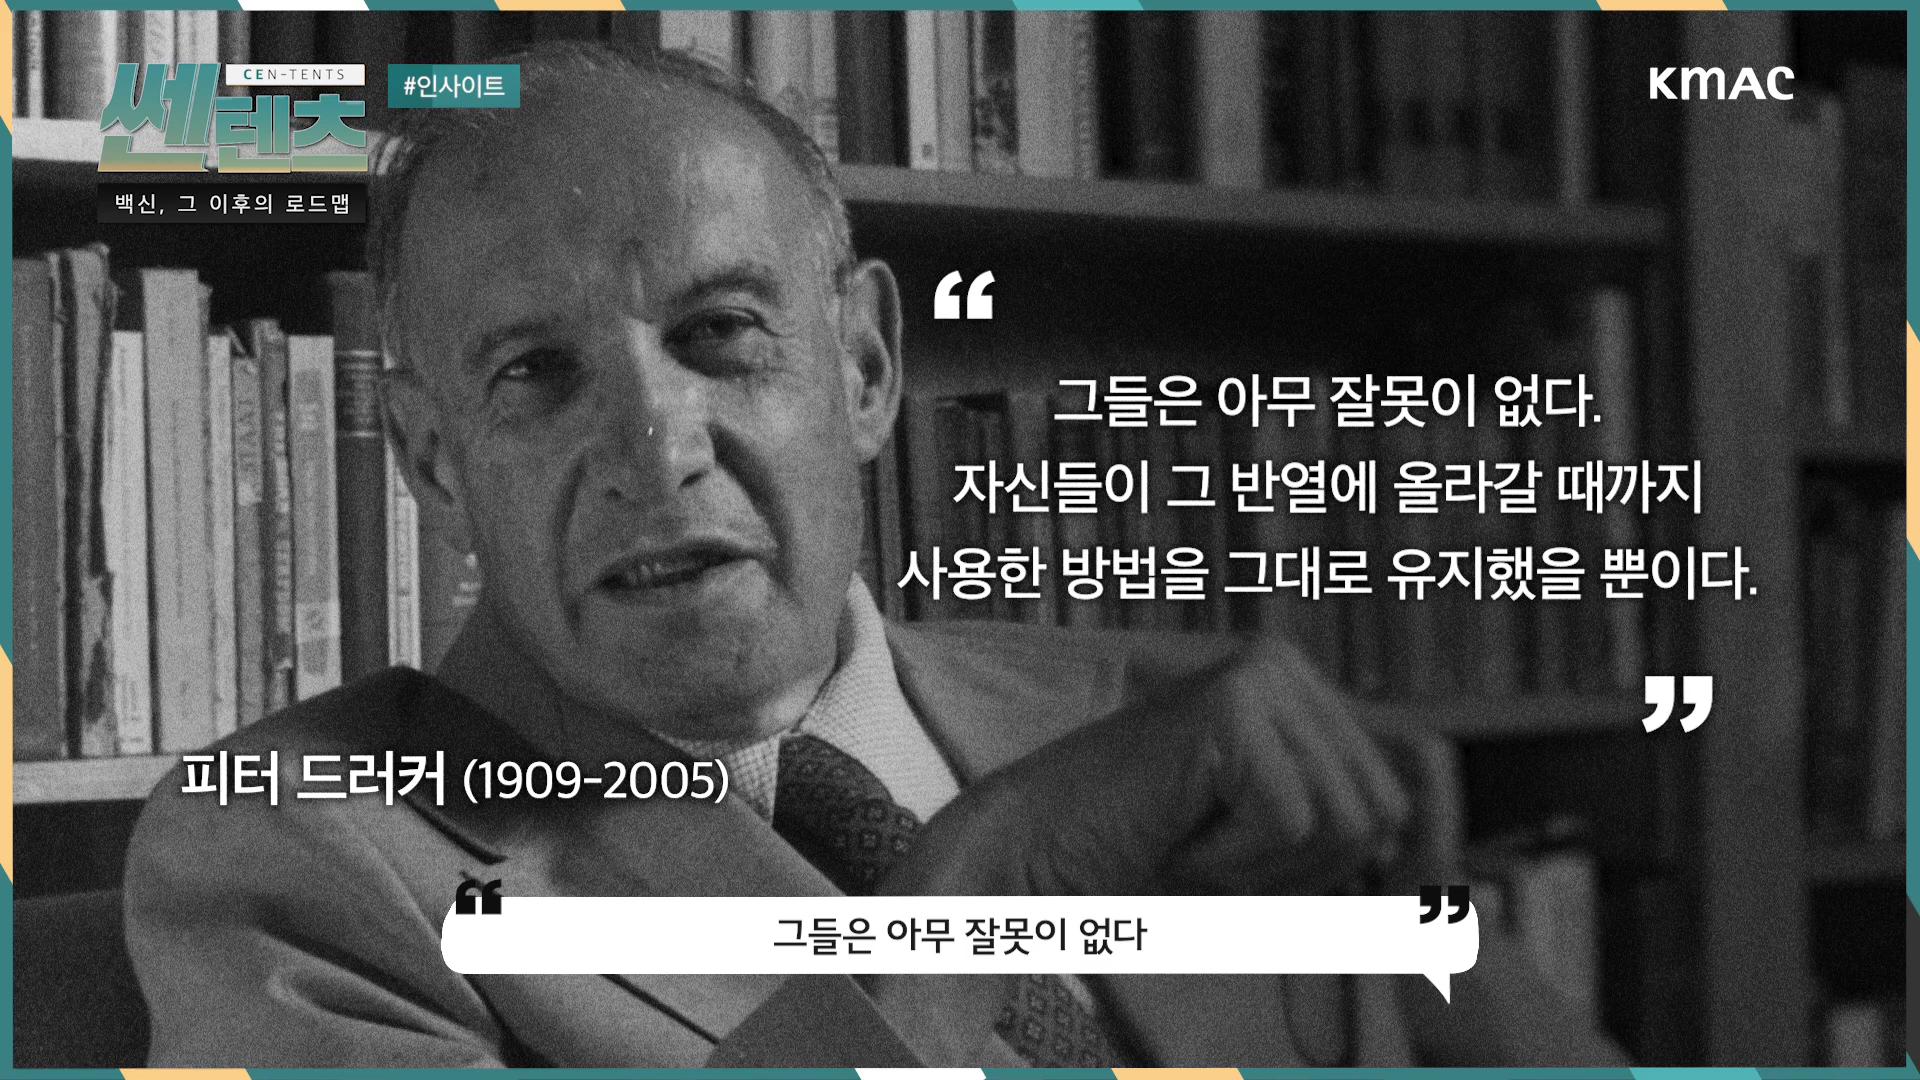 CEN-TENTS
쎈텐츠
#인사이트
KMAC
백신, 그 이후의 로드맵
“
그들은 아무 잘못이 없다.
자신들이 그 반열에 올라갈 때까지
사용한 방법을 그대로 유지했을 뿐이다.
”
피터 드러커 (1909-2005)
“ 그들은 아무 잘못이 없다 ”